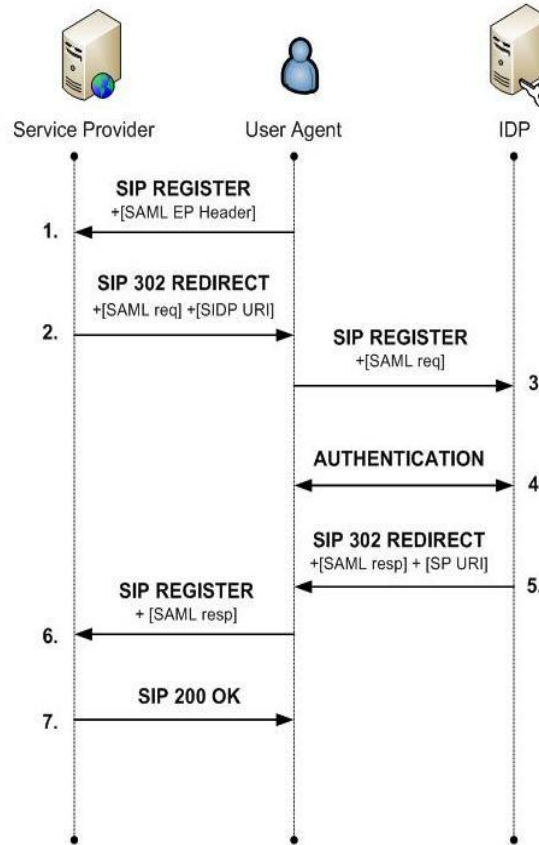 Service Provider
User Agent
IDP
SIP REGISTER
+[SAML EP Header]
1.
SIP 302 REDIRECT
+[SAML req] +[SIDP URI]
2.
SIP REGISTER
+[SAML req]
3
AUTHENTICATION
4
SIP 302 REDIRECT
+[SAML resp] + [SP URI]
5.
SIP REGISTER
+ [SAML resp]
6.
SIP 200 OK
7.